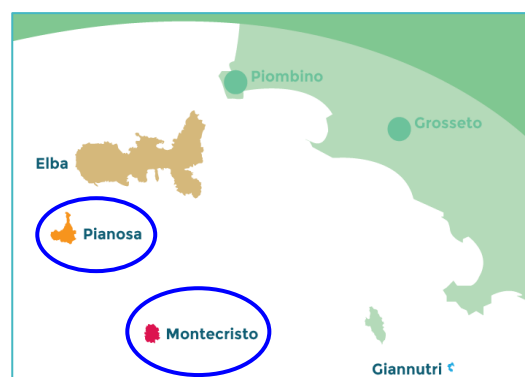 Piombino
Grosseto
Elba
Pianosa
Montecristo
Giannutri